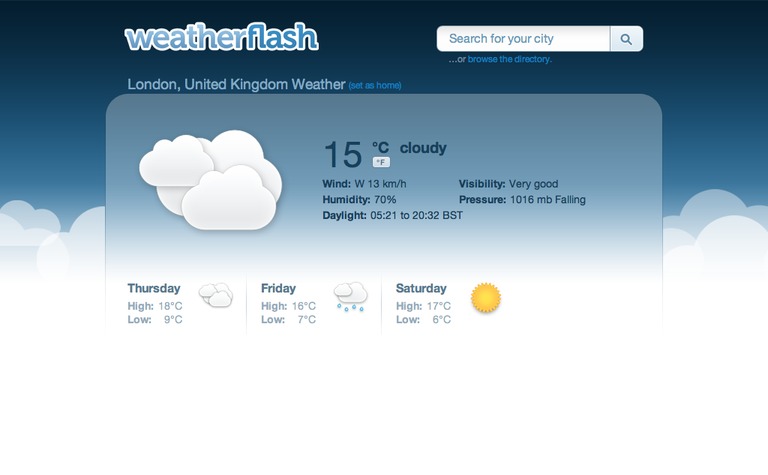 weatherflash
Search for your city
...or browse the directory.
London, United Kingdom Weather (set as home)
15 °C cloudy
°F
Wind: W 13 km/h Visibility: Very good
Humidity: 70% Pressure: 1016 mb Falling
Daylight: 05:21 to 20:32 BST
Thursday
High: 18°C
Low: 9°C
Friday
High: 16°C
Low: 7°C
Saturday
High: 17°C
Low: 6°C